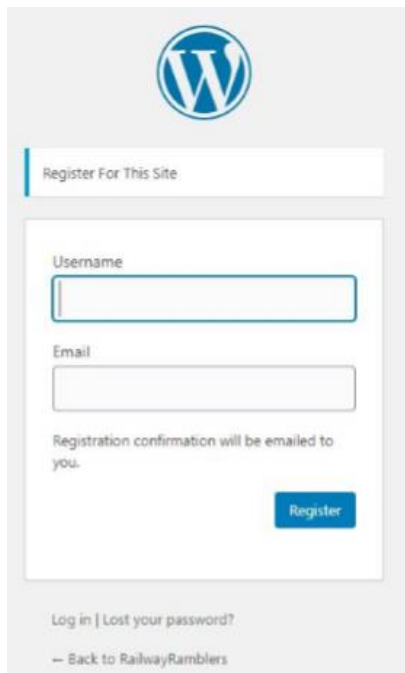 Register For This Site
Username
Email
Registration confirmation will be emailed to
you.
Register
Log in | Lost your password?
← Back to RailwayRamblers